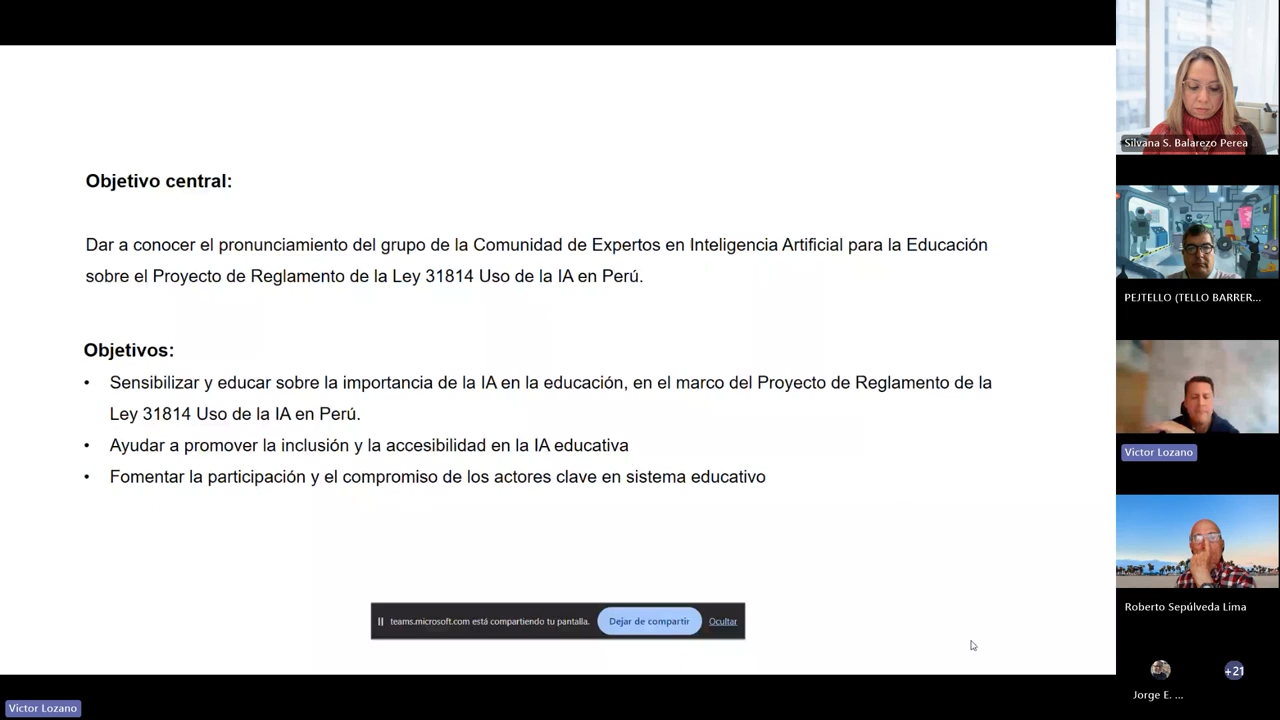 Objetivo central:
Dar a conocer el pronunciamiento del grupo de la Comunidad de Expertos en Inteligencia Artificial para la Educación
sobre el Proyecto de Reglamento de la Ley 31814 Uso de la IA en Perú.
Objetivos:
• Sensibilizar y educar sobre la importancia de la IA en la educación, en el marco del Proyecto de Reglamento de la
Ley 31814 Uso de la IA en Perú.
• Ayudar a promover la inclusión y la accesibilidad en la IA educativa
• Fomentar la participación y el compromiso de los actores clave en sistema educativo
teams.microsoft.com está compartiendo tu pantalla. Dejar de compartir Ocultar
Silvana S. Balarezo Perea
PEJTELLO (TELLO BARRER...
Victor Lozano
Roberto Sepúlveda Lima
+21
Jorge E. ...
Victor Lozano